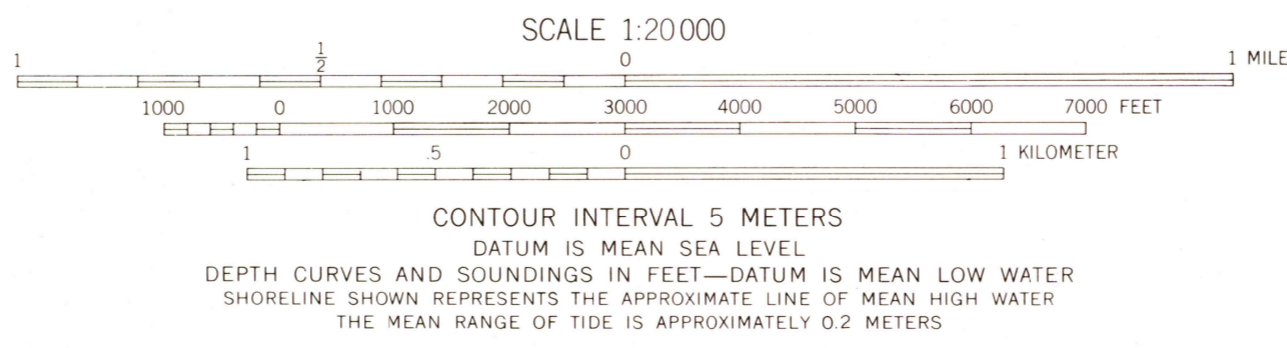 SCALE 1:20 000
1 1/2 0 1 MILE
1000 0 1000 2000 3000 4000 5000 6000 7000 FEET
1 .5 0 1 KILOMETER
CONTOUR INTERVAL 5 METERS
DATUM IS MEAN SEA LEVEL
DEPTH CURVES AND SOUNDINGS IN FEET—DATUM IS MEAN LOW WATER
SHORELINE SHOWN REPRESENTS THE APPROXIMATE LINE OF MEAN HIGH WATER
THE MEAN RANGE OF TIDE IS APPROXIMATELY 0.2 METERS